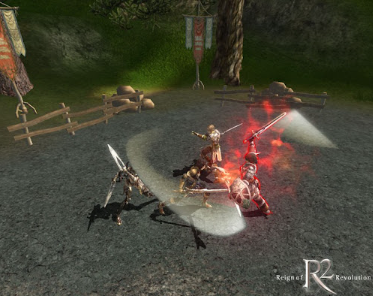 Reign of R2 Revolution